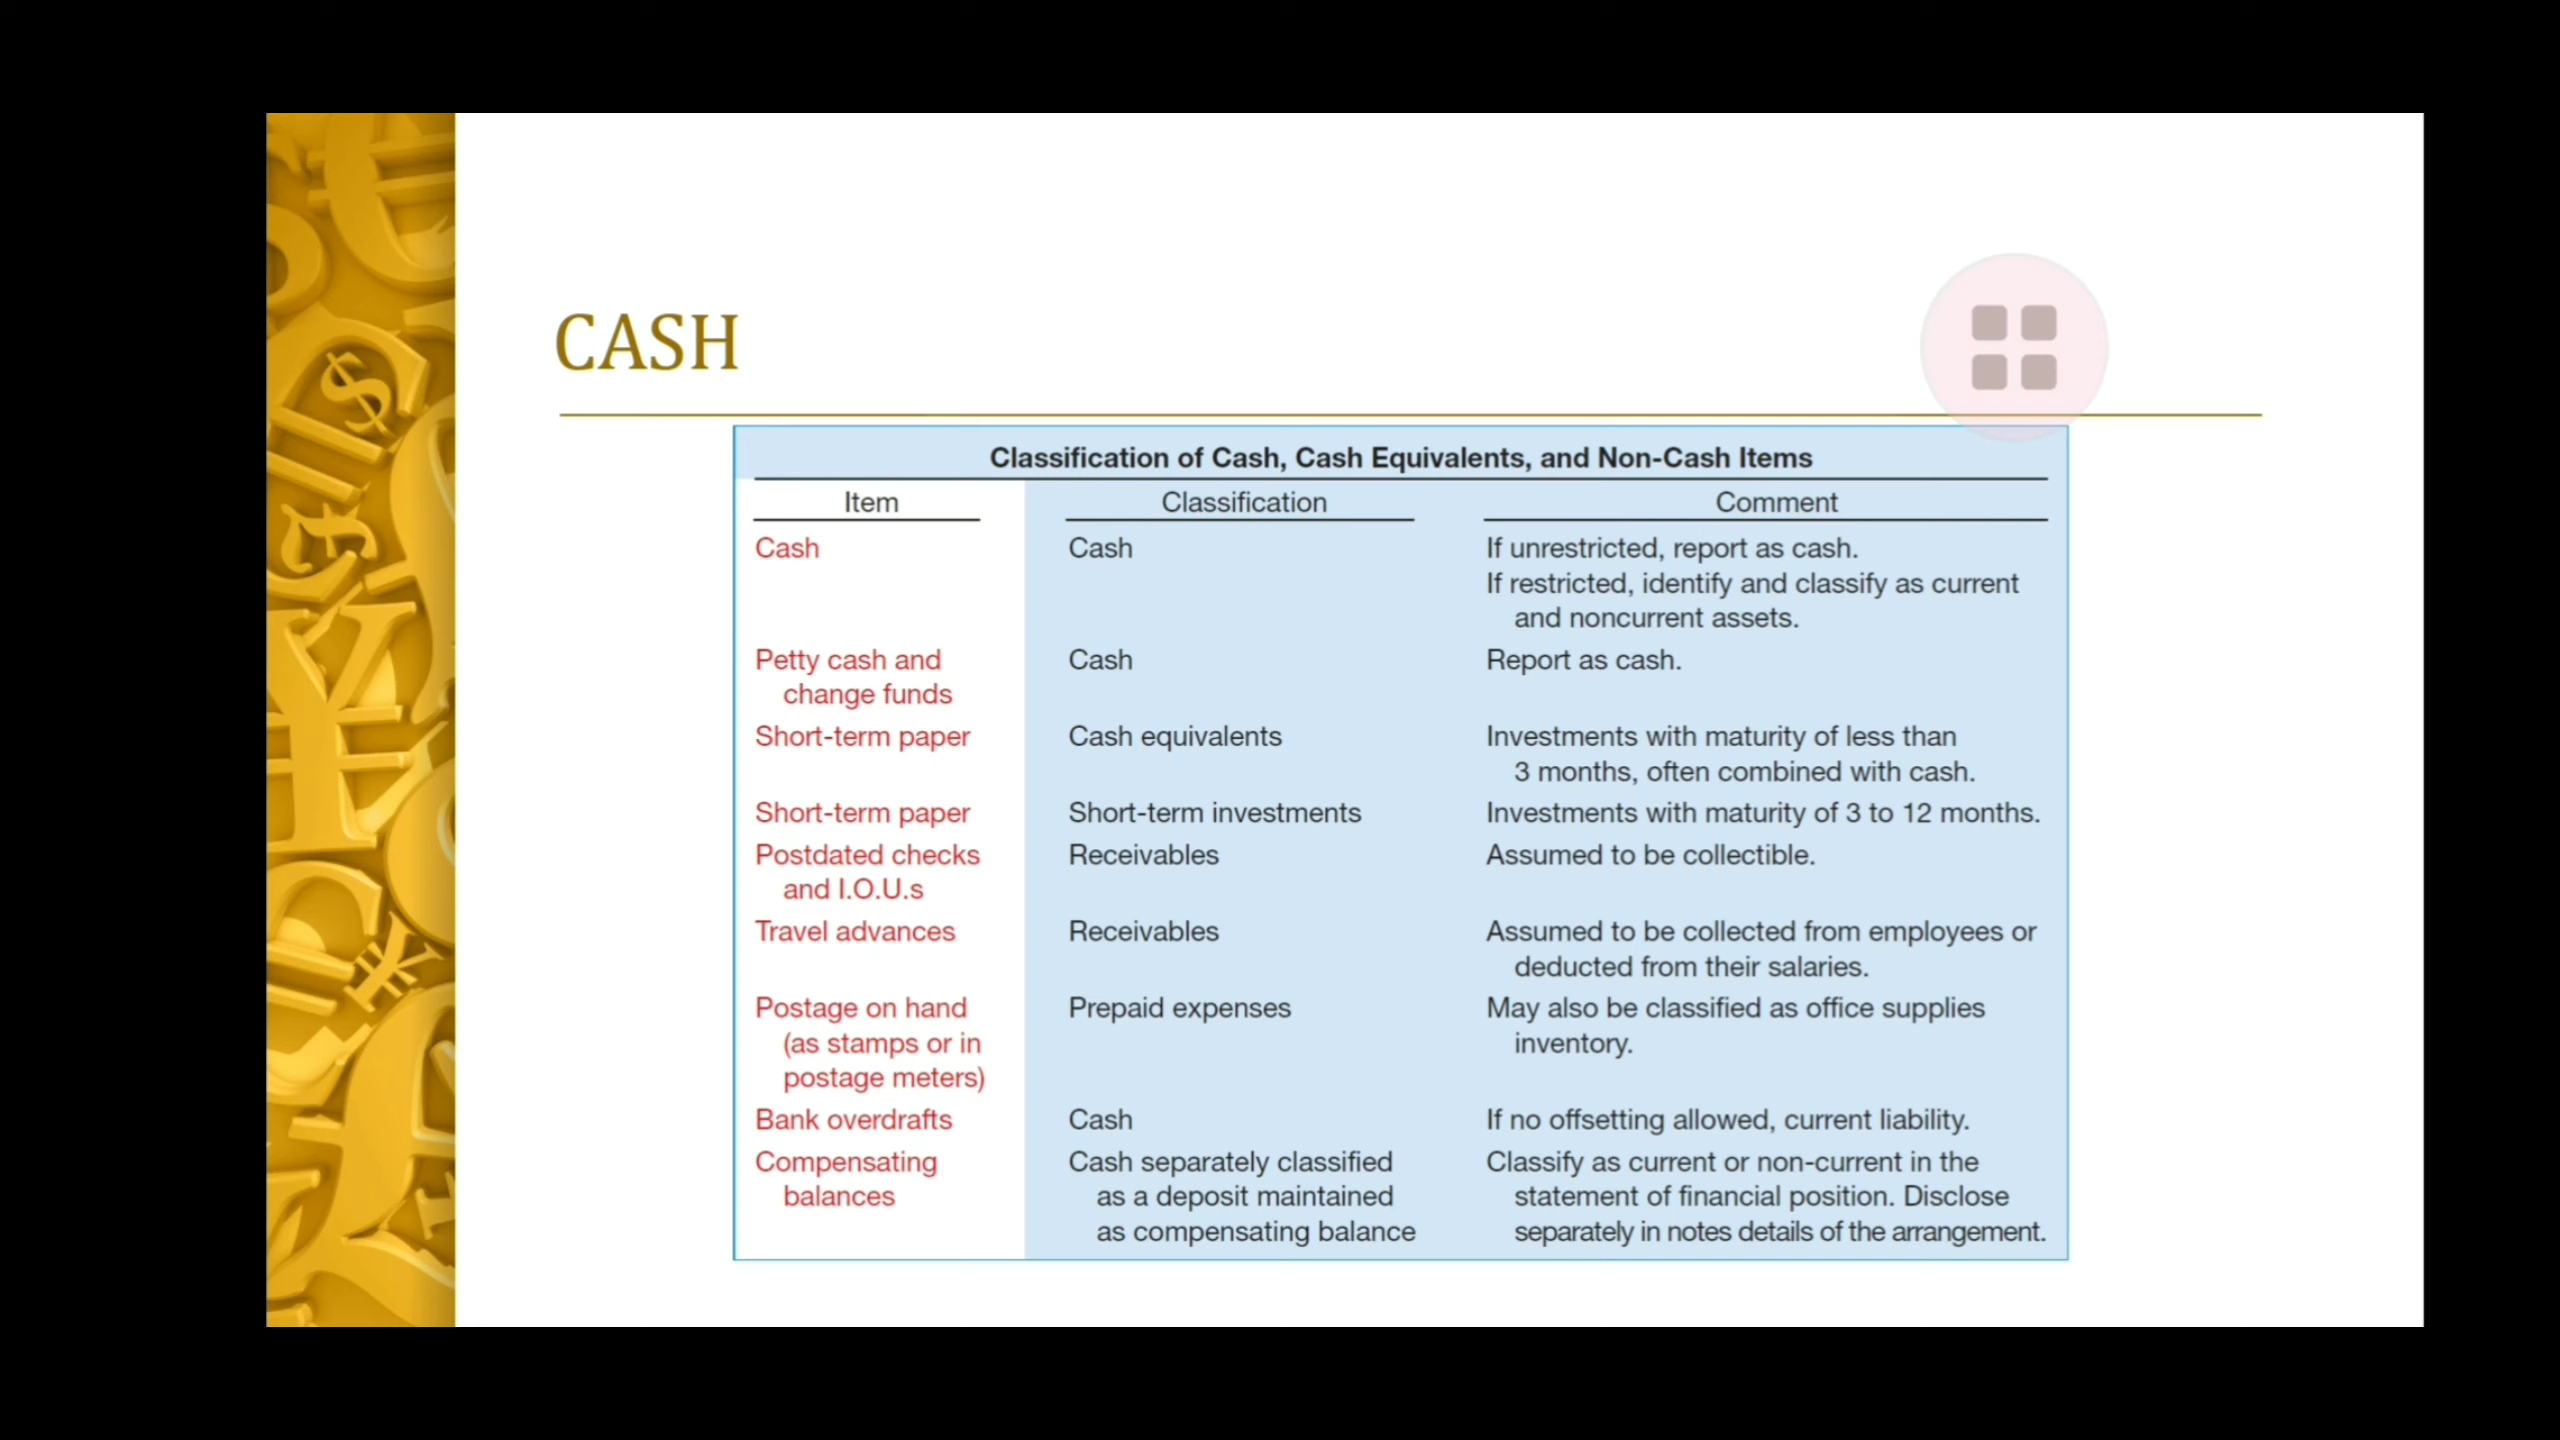 CASH
Classification of Cash, Cash Equivalents, and Non-Cash Items
Item Classification Comment
Cash Cash If unrestricted, report as cash.
If restricted, identify and classify as current
and noncurrent assets.
Petty cash and Cash Report as cash.
change funds
Short-term paper Cash equivalents Investments with maturity of less than
3 months, often combined with cash.
Short-term paper Short-term investments Investments with maturity of 3 to 12 months.
Postdated checks Receivables Assumed to be collectible.
and I.O.U.s
Travel advances Receivables Assumed to be collected from employees or
deducted from their salaries.
Postage on hand Prepaid expenses May also be classified as office supplies
(as stamps or in inventory.
postage meters)
Bank overdrafts Cash If no offsetting allowed, current liability.
Compensating Cash separately classified Classify as current or non-current in the
balances as a deposit maintained statement of financial position. Disclose
as compensating balance separately in notes details of the arrangement.